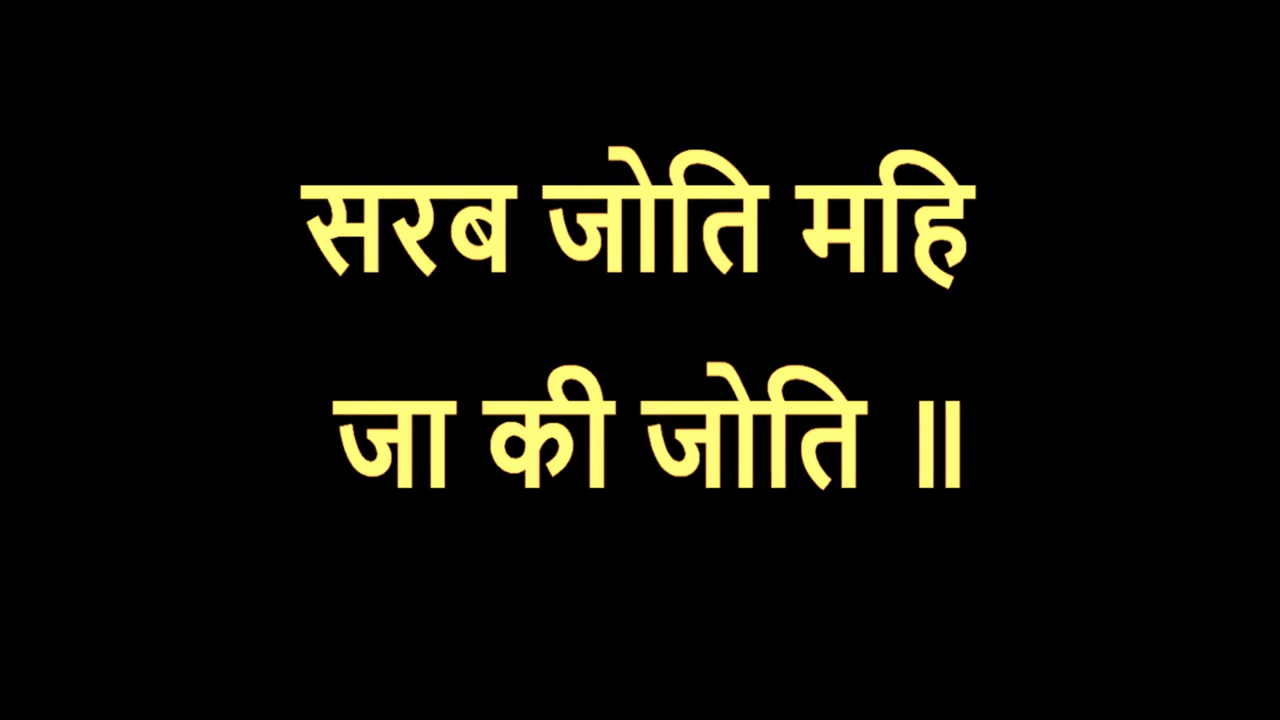 सरब जोति महि
जा की जोति ॥